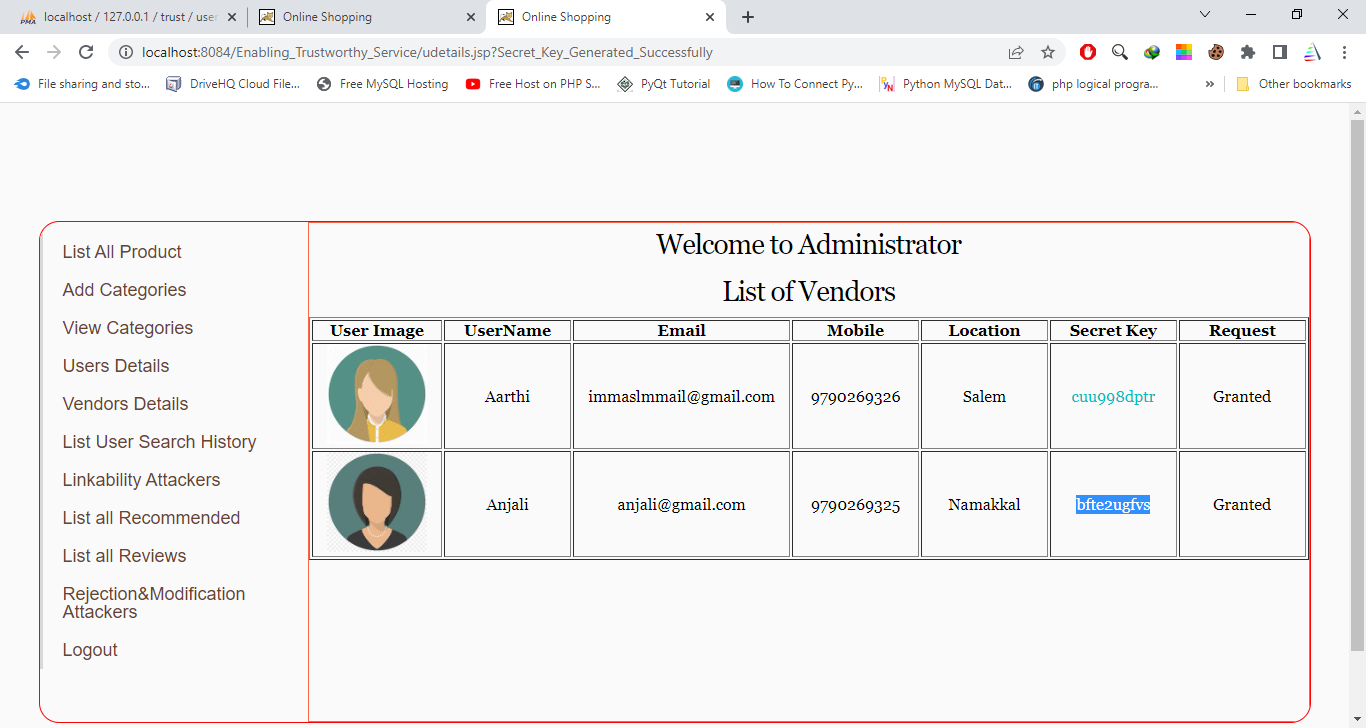 localhost / 127.0.0.1 / trust / user
Online Shopping
Online Shopping
localhost:8084/Enabling_Trustworthy_Service/udetails.jsp?Secret_Key_Generated_Successfully
File sharing and sto... DriveHQ Cloud File... Free MySQL Hosting Free Host on PHP S... PyQt Tutorial How To Connect Py... Python MySQL Dat... php logical progra... » Other bookmarks
List All Product
Add Categories
View Categories
Users Details
Vendors Details
List User Search History
Linkability Attackers
List all Recommended
List all Reviews
Rejection&Modification
Attackers
Logout
Welcome to Administrator
List of Vendors
User Image UserName Email Mobile Location Secret Key Request
Aarthi immaslmmail@gmail.com 9790269326 Salem cuu998dptr Granted
Anjali anjali@gmail.com 9790269325 Namakkal bfte2ugfvs Granted